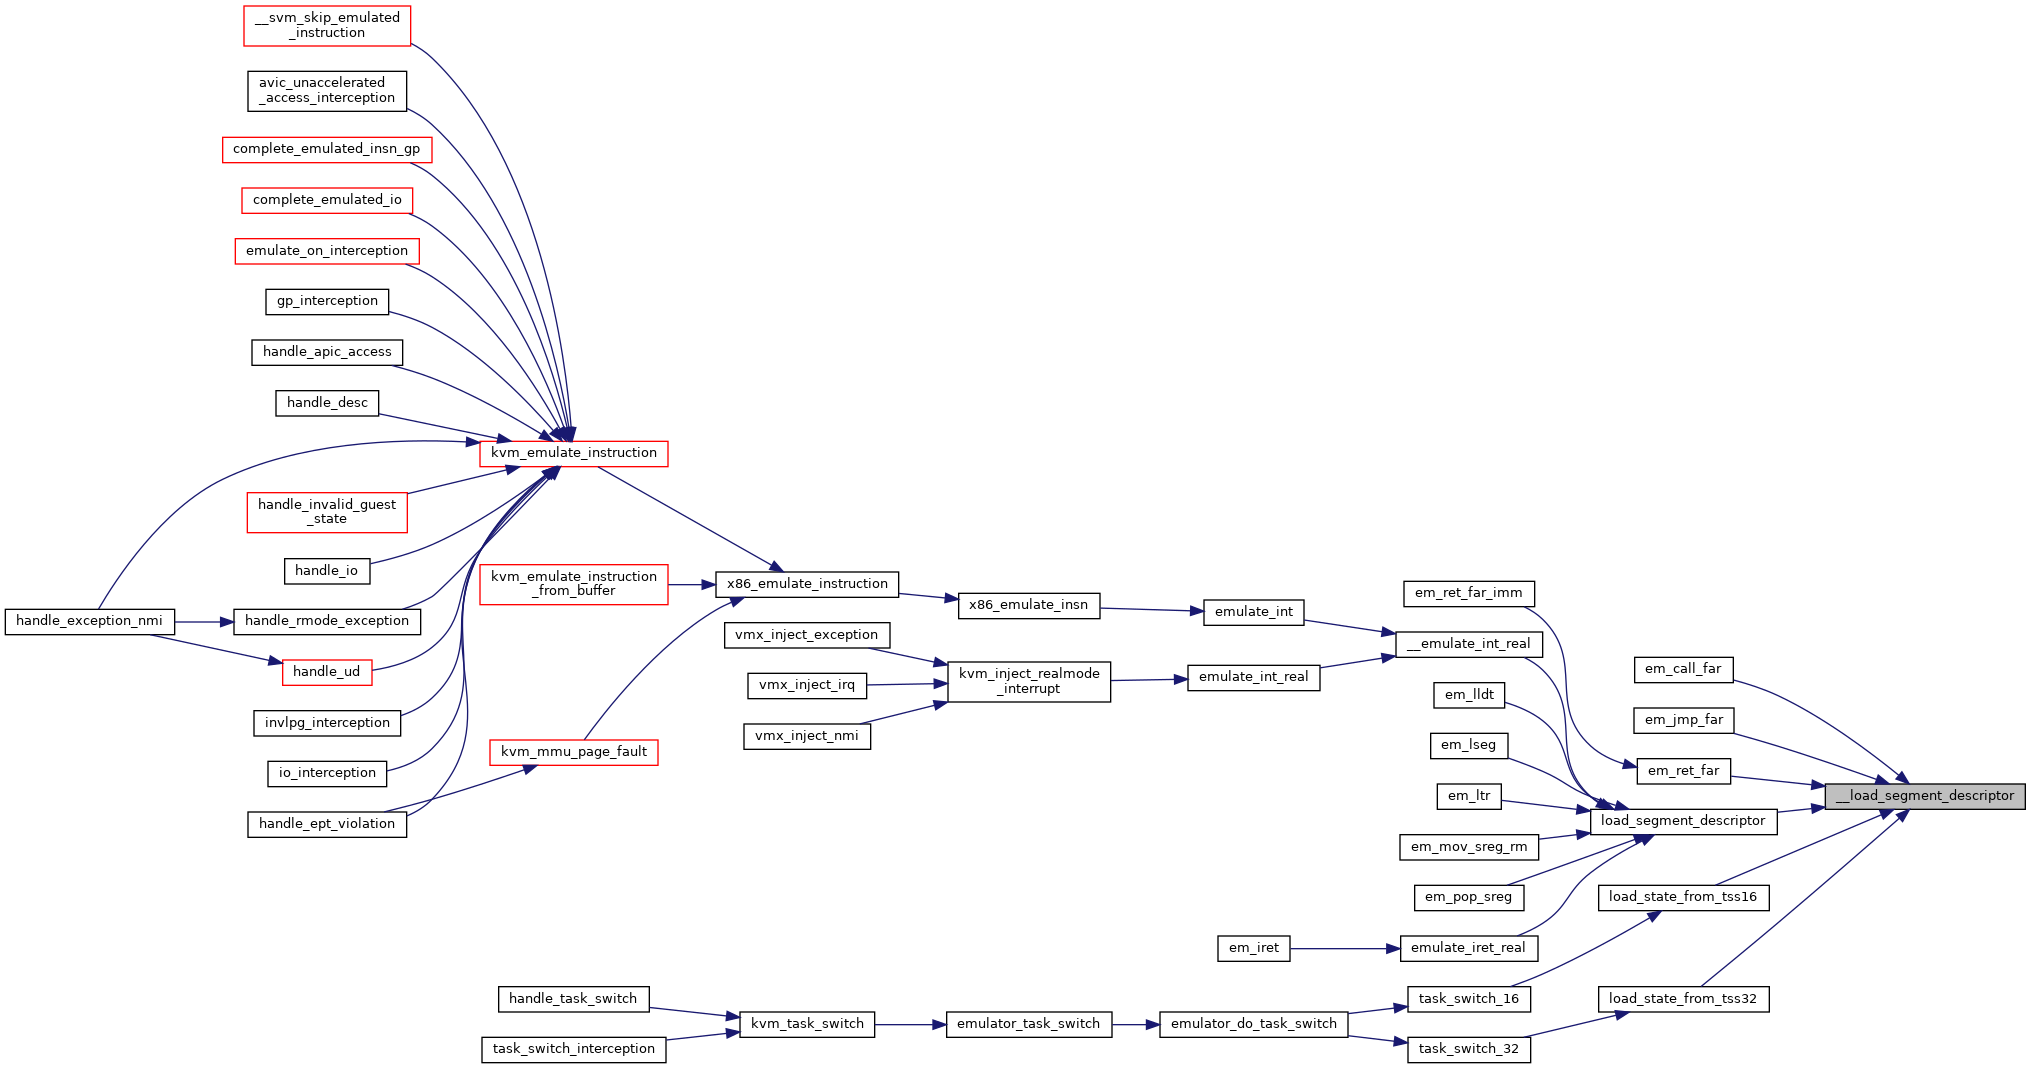 __svm_skip_emulated
_instruction
avic_unaccelerated
_access_interception
complete_emulated_insn_gp
complete_emulated_io
emulate_on_interception
gp_interception
handle_apic_access
handle_desc
kvm_emulate_instruction
handle_invalid_guest
_state
handle_io
handle_exception_nmi
handle_rmode_exception
handle_ud
invlpg_interception
io_interception
handle_ept_violation
kvm_emulate_instruction
_from_buffer
kvm_mmu_page_fault
x86_emulate_instruction
vmx_inject_exception
vmx_inject_irq
vmx_inject_nmi
x86_emulate_insn
kvm_inject_realmode
_interrupt
emulate_int
emulate_int_real
em_ret_far_imm
__emulate_int_real
em_lldt
em_lseg
em_ltr
em_mov_sreg_rm
em_pop_sreg
em_iret
emulate_iret_real
em_call_far
em_jmp_far
em_ret_far
load_segment_descriptor
__load_segment_descriptor
load_state_from_tss16
load_state_from_tss32
handle_task_switch
task_switch_interception
kvm_task_switch
emulator_task_switch
emulator_do_task_switch
task_switch_16
task_switch_32